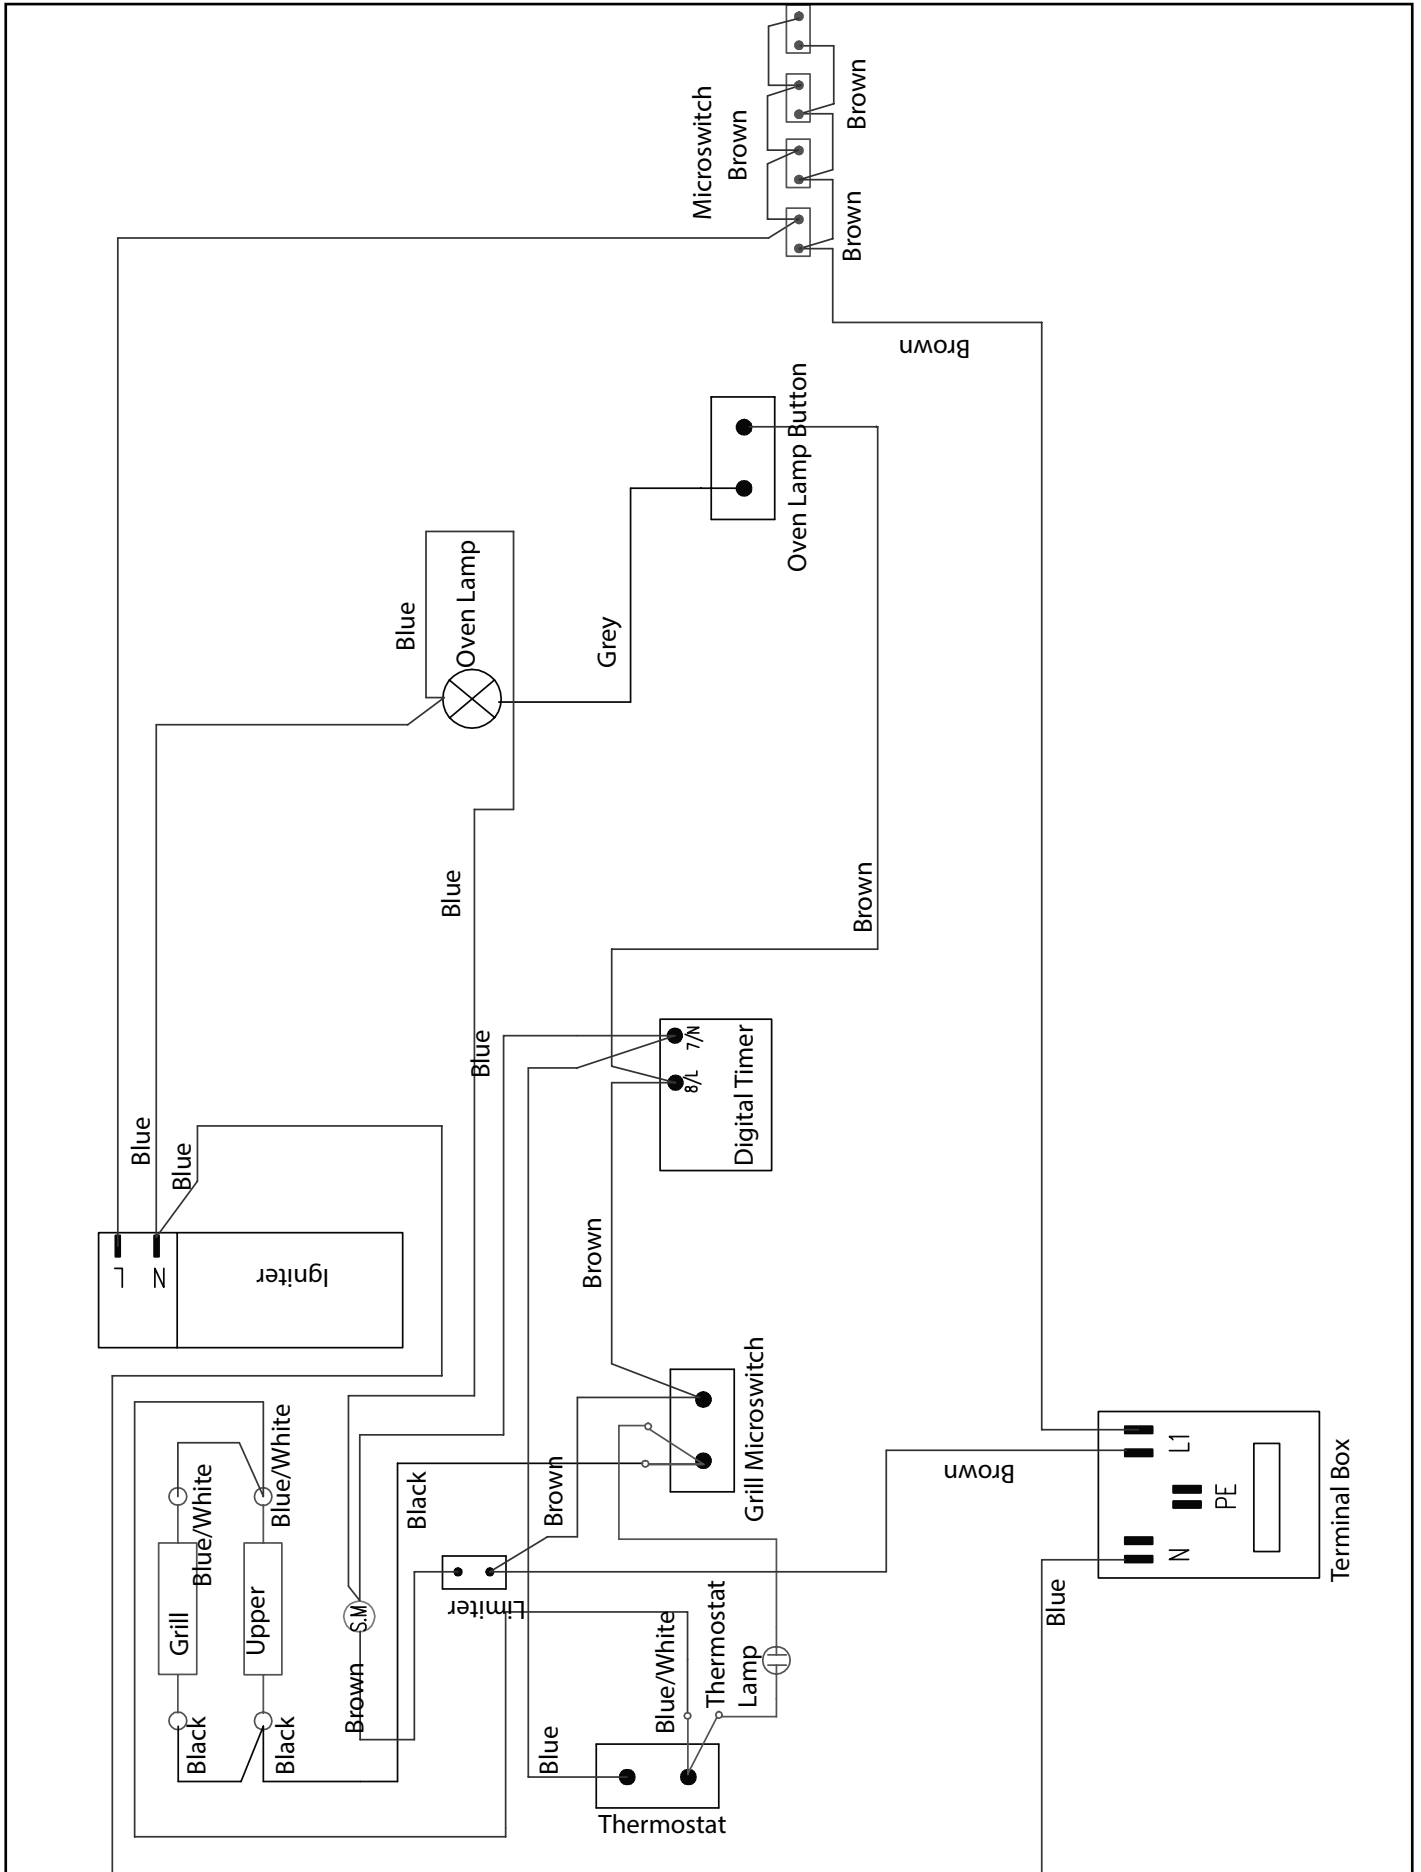 Microswitch
Brown
Brown
Brown
Brown
Oven Lamp Button
Oven Lamp
Blue
Grey
Blue
Brown
Blue
7/N
8/L
Digital Timer
Blue
Blue
L
N
Igniter
Brown
Grill Microswitch
Blue/White
Blue/White
Black
Brown
Brown
L1
PE
N
Terminal Box
Grill
Upper
S.M
Limiter
Blue
Black
Black
Brown
Blue/White
Thermostat
Lamp
Blue
Thermostat